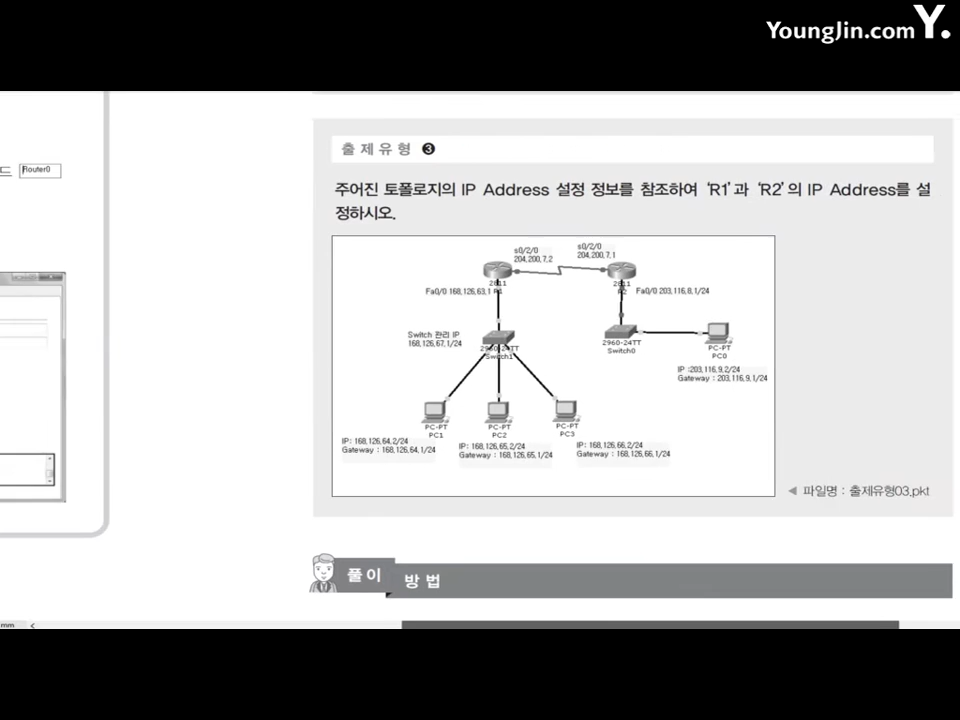 YoungJin.com Y.
출제유형 ❸
드
Router0
주어진 토폴로지의 IP Address 설정 정보를 참조하여 ‘R1’과 ‘R2’의 IP Address를 설
정하시오.
s0/2/0
204.200.7.2
s0/2/0
204.200.7.1
2811
R1
2811
R2
Fa0/0 168.126.63.1
Fa0/0 203.116.8.1/24
Switch 관리 IP
168.126.67.1/24
2960-24TT
Switch1
2960-24TT
Switch0
PC-PT
PC0
IP :203.116.9.2/24
Gateway : 203.116.9.1/24
PC-PT
PC1
PC-PT
PC2
PC-PT
PC3
IP: 168.126.64.2/24
Gateway : 168.126.64.1/24
IP: 168.126.65.2/24
Gateway : 168.126.65.1/24
IP: 168.126.66.2/24
Gateway : 168.126.66.1/24
◀ 파일명 : 출제유형03.pkt
풀이 방법
mm